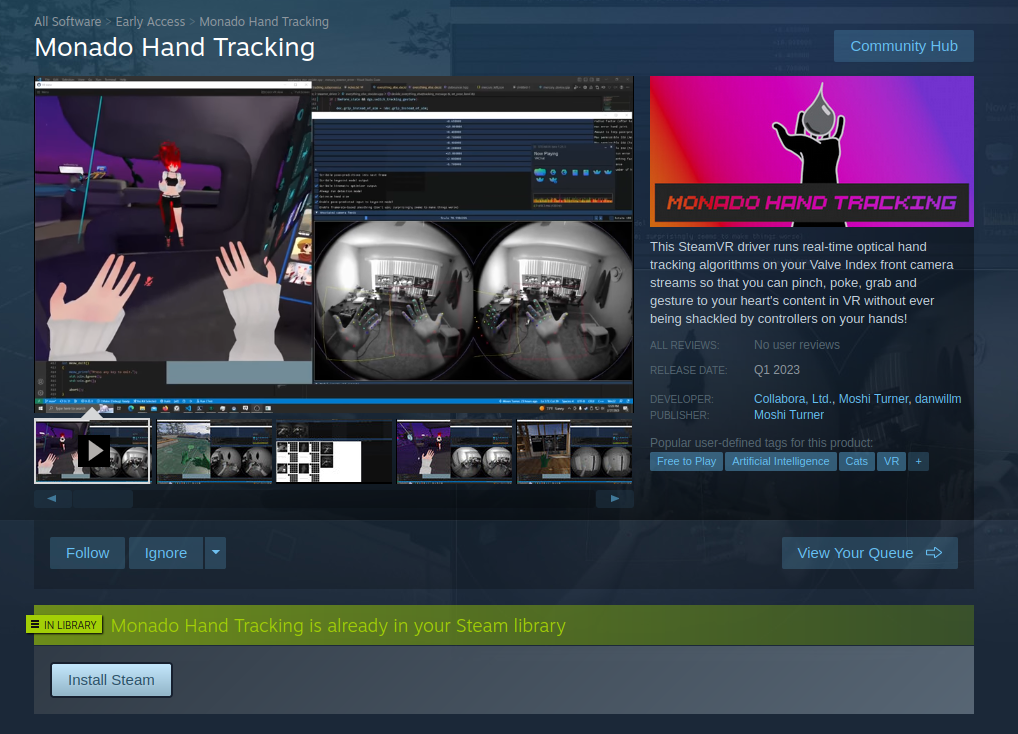 All Software > Early Access > Monado Hand Tracking
Monado Hand Tracking
Community Hub
MONADO HAND TRACKING
This SteamVR driver runs real-time optical hand
tracking algorithms on your Valve Index front camera
streams so that you can pinch, poke, grab and
gesture to your heart's content in VR without ever
being shackled by controllers on your hands!
ALL REVIEWS: No user reviews
RELEASE DATE: Q1 2023
DEVELOPER: Collabora, Ltd., Moshi Turner, danwillm
PUBLISHER: Moshi Turner
Popular user-defined tags for this product:
Free to Play Artificial Intelligence Cats VR +
Now Playing
Follow Ignore
View Your Queue
IN LIBRARY Monado Hand Tracking is already in your Steam library
Install Steam